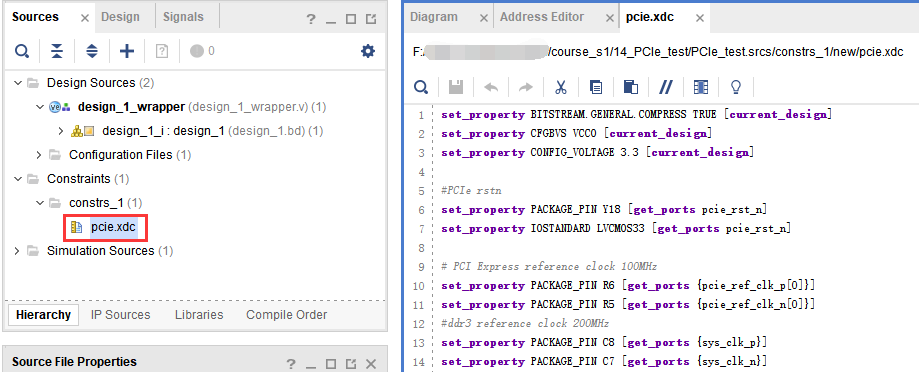 Sources
Design
Signals
0
Design Sources (2)
design_1_wrapper (design_1_wrapper.v) (1)
design_1_i : design_1 (design_1.bd) (1)
Configuration Files (1)
Constraints (1)
constrs_1 (1)
pcie.xdc
Simulation Sources (1)
Hierarchy IP Sources Libraries Compile Order
Source File Properties
Diagram
Address Editor
pcie.xdc
F:/course_s1/14_PCIe_test/PCIe_test.srcs/constrs_1/new/pcie.xdc
1 set_property BITSTREAM.GENERAL.COMPRESS TRUE [current_design]
2 set_property CFGBVS VCCO [current_design]
3 set_property CONFIG_VOLTAGE 3.3 [current_design]
4
5 #PCIe rstn
6 set_property PACKAGE_PIN Y18 [get_ports pcie_rst_n]
7 set_property IOSTANDARD LVCMOS33 [get_ports pcie_rst_n]
8
9 # PCI Express reference clock 100MHz
10 set_property PACKAGE_PIN R6 [get_ports {pcie_ref_clk_p[0]}]
11 set_property PACKAGE_PIN R5 [get_ports {pcie_ref_clk_n[0]}]
12 #ddr3 reference clock 200MHz
13 set_property PACKAGE_PIN C8 [get_ports {sys_clk_p}]
14 set_property PACKAGE_PIN C7 [get_ports {sys_clk_n}]